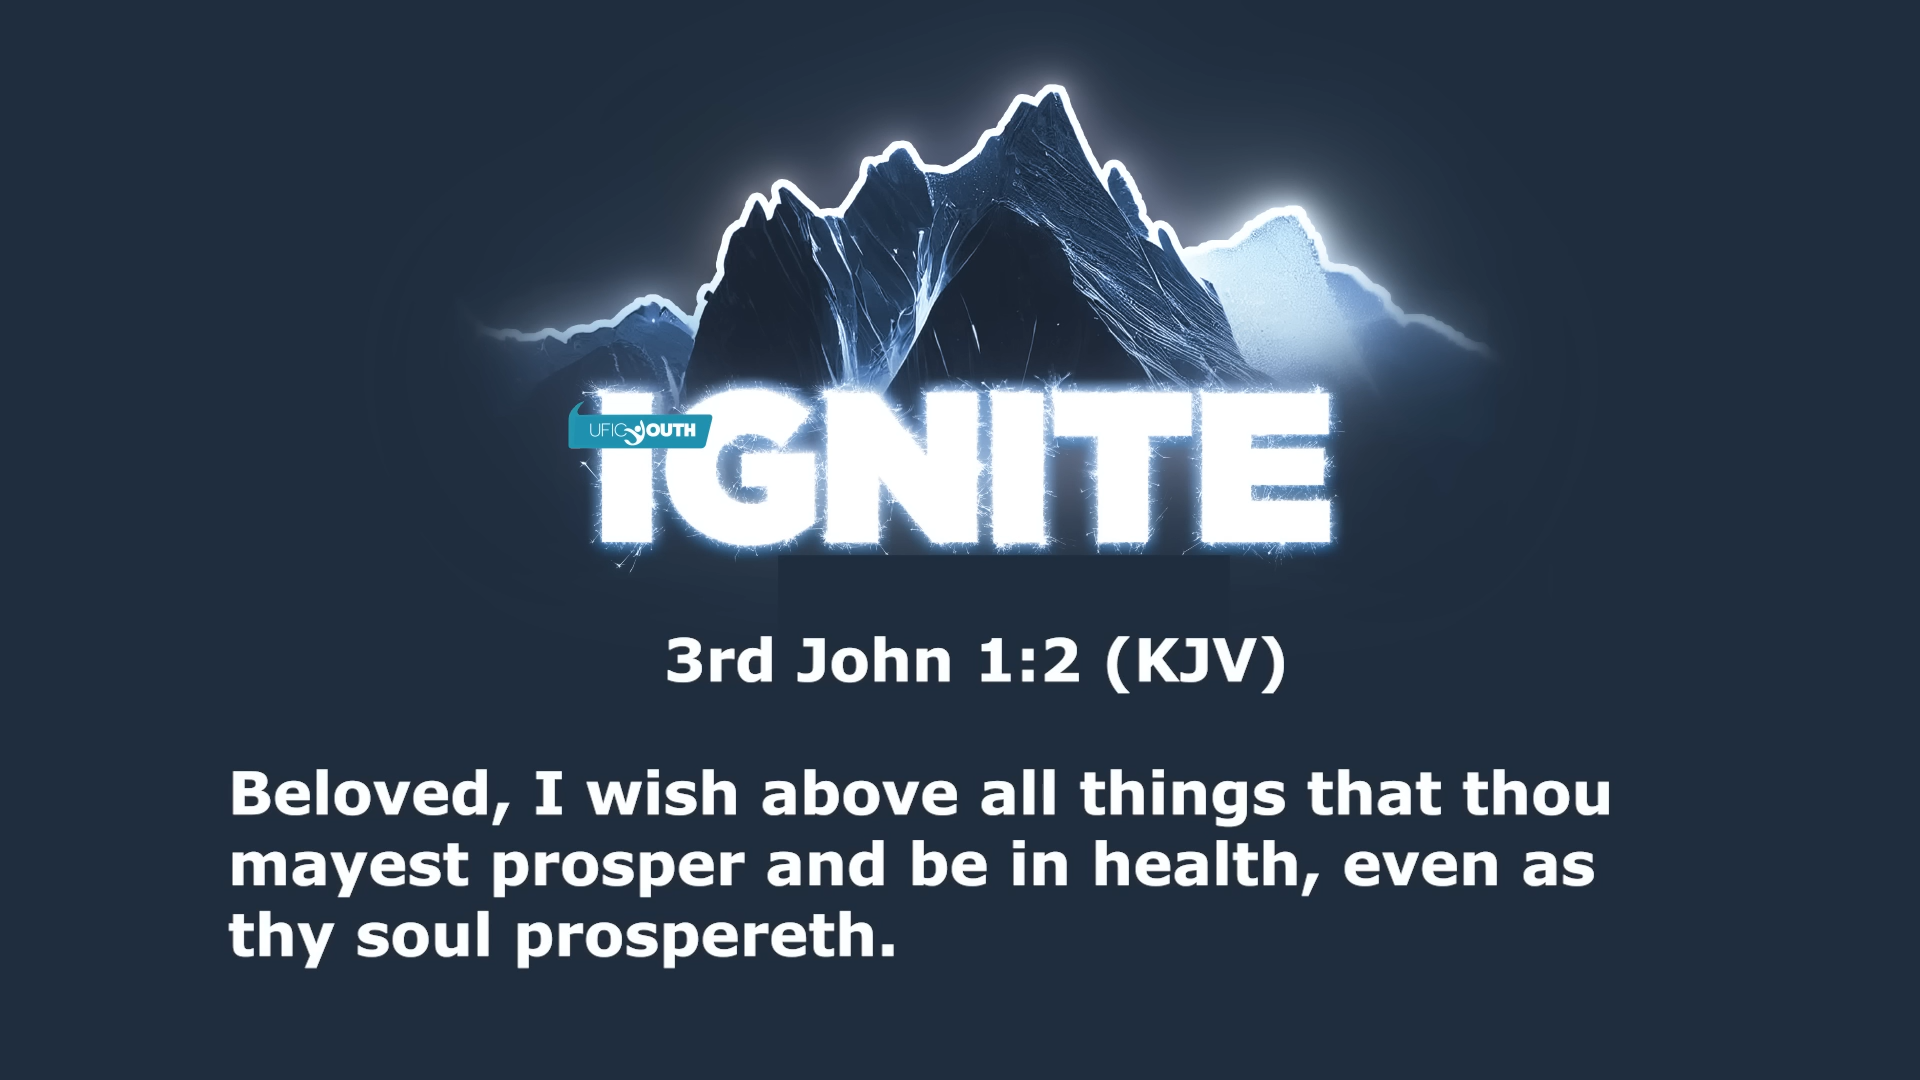 UFIC YOUTH
IGNITE
3rd John 1:2 (KJV)
Beloved, I wish above all things that thou
mayest prosper and be in health, even as
thy soul prospereth.